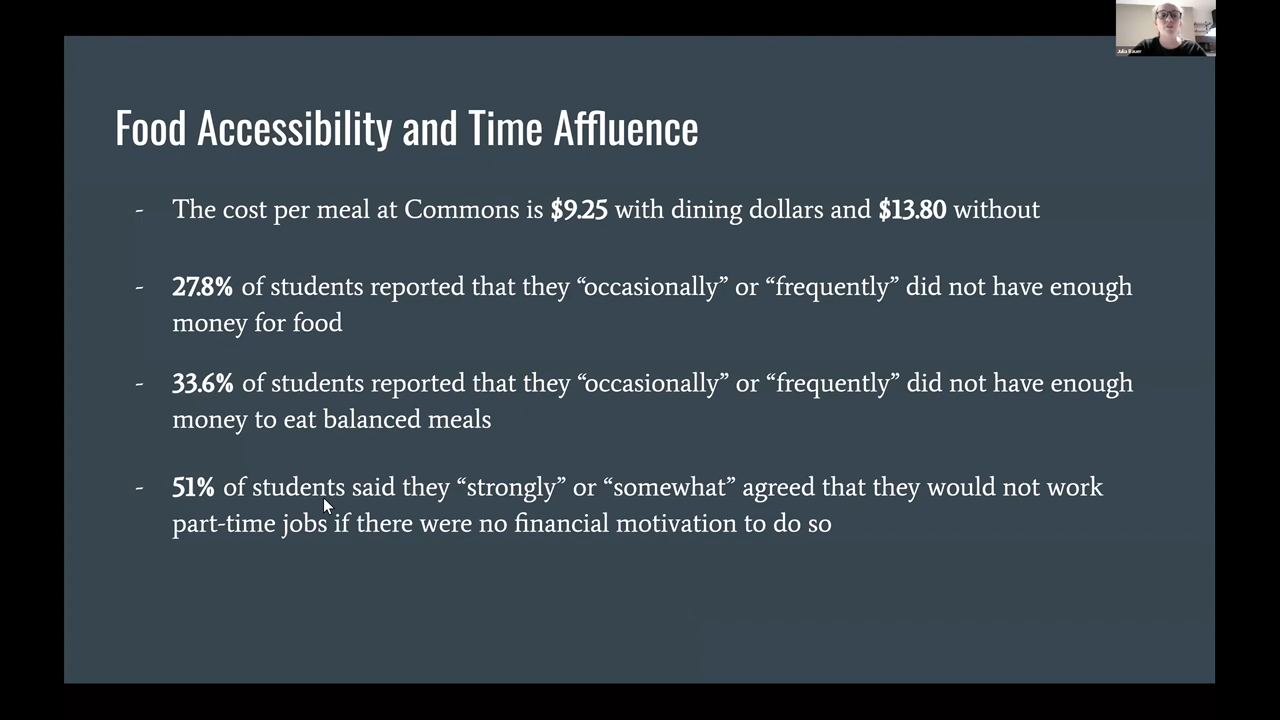 Julia Bauer
Food Accessibility and Time Affluence
- The cost per meal at Commons is $9.25 with dining dollars and $13.80 without
- 27.8% of students reported that they “occasionally” or “frequently” did not have enough
money for food
- 33.6% of students reported that they “occasionally” or “frequently” did not have enough
money to eat balanced meals
- 51% of students said they “strongly” or “somewhat” agreed that they would not work
part-time jobs if there were no financial motivation to do so